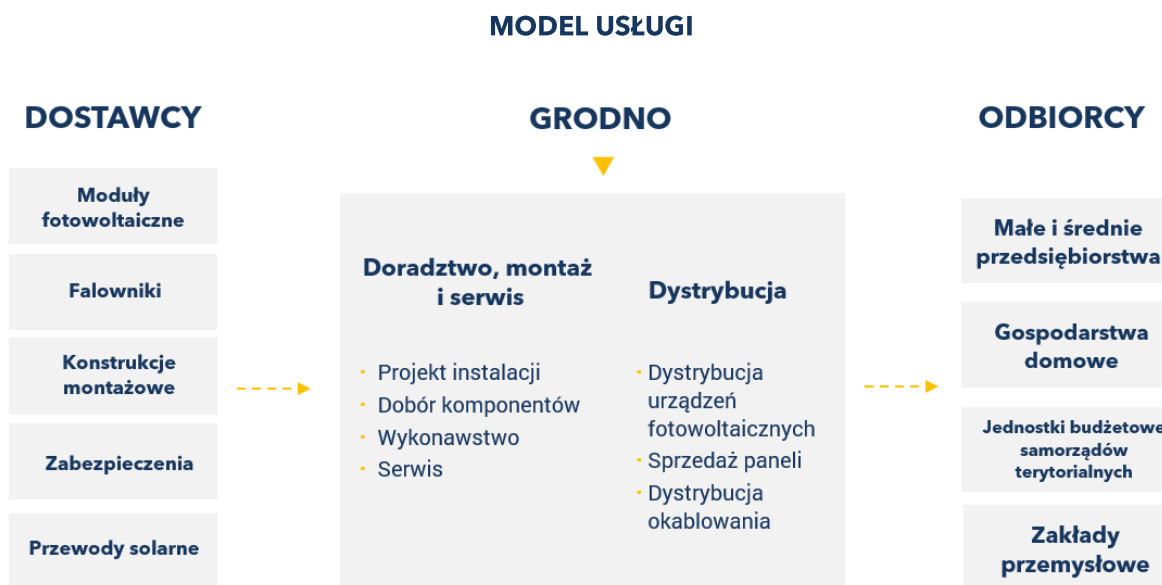 MODEL USŁUGI
DOSTAWCY
Moduły
fotowoltaiczne
Falowniki
Konstrukcje
montażowe
Zabezpieczenia
Przewody solarne
GRODNO
Doradztwo, montaż
i serwis
· Projekt instalacji
· Dobór komponentów
· Wykonawstwo
· Serwis
Dystrybucja
· Dystrybucja
urządzeń
fotowoltaicznych
· Sprzedaż paneli
· Dystrybucja
okablowania
ODBIORCY
Małe i średnie
przedsiębiorstwa
Gospodarstwa
domowe
Jednostki budżetowe
samorządów
terytorialnych
Zakłady
przemysłowe